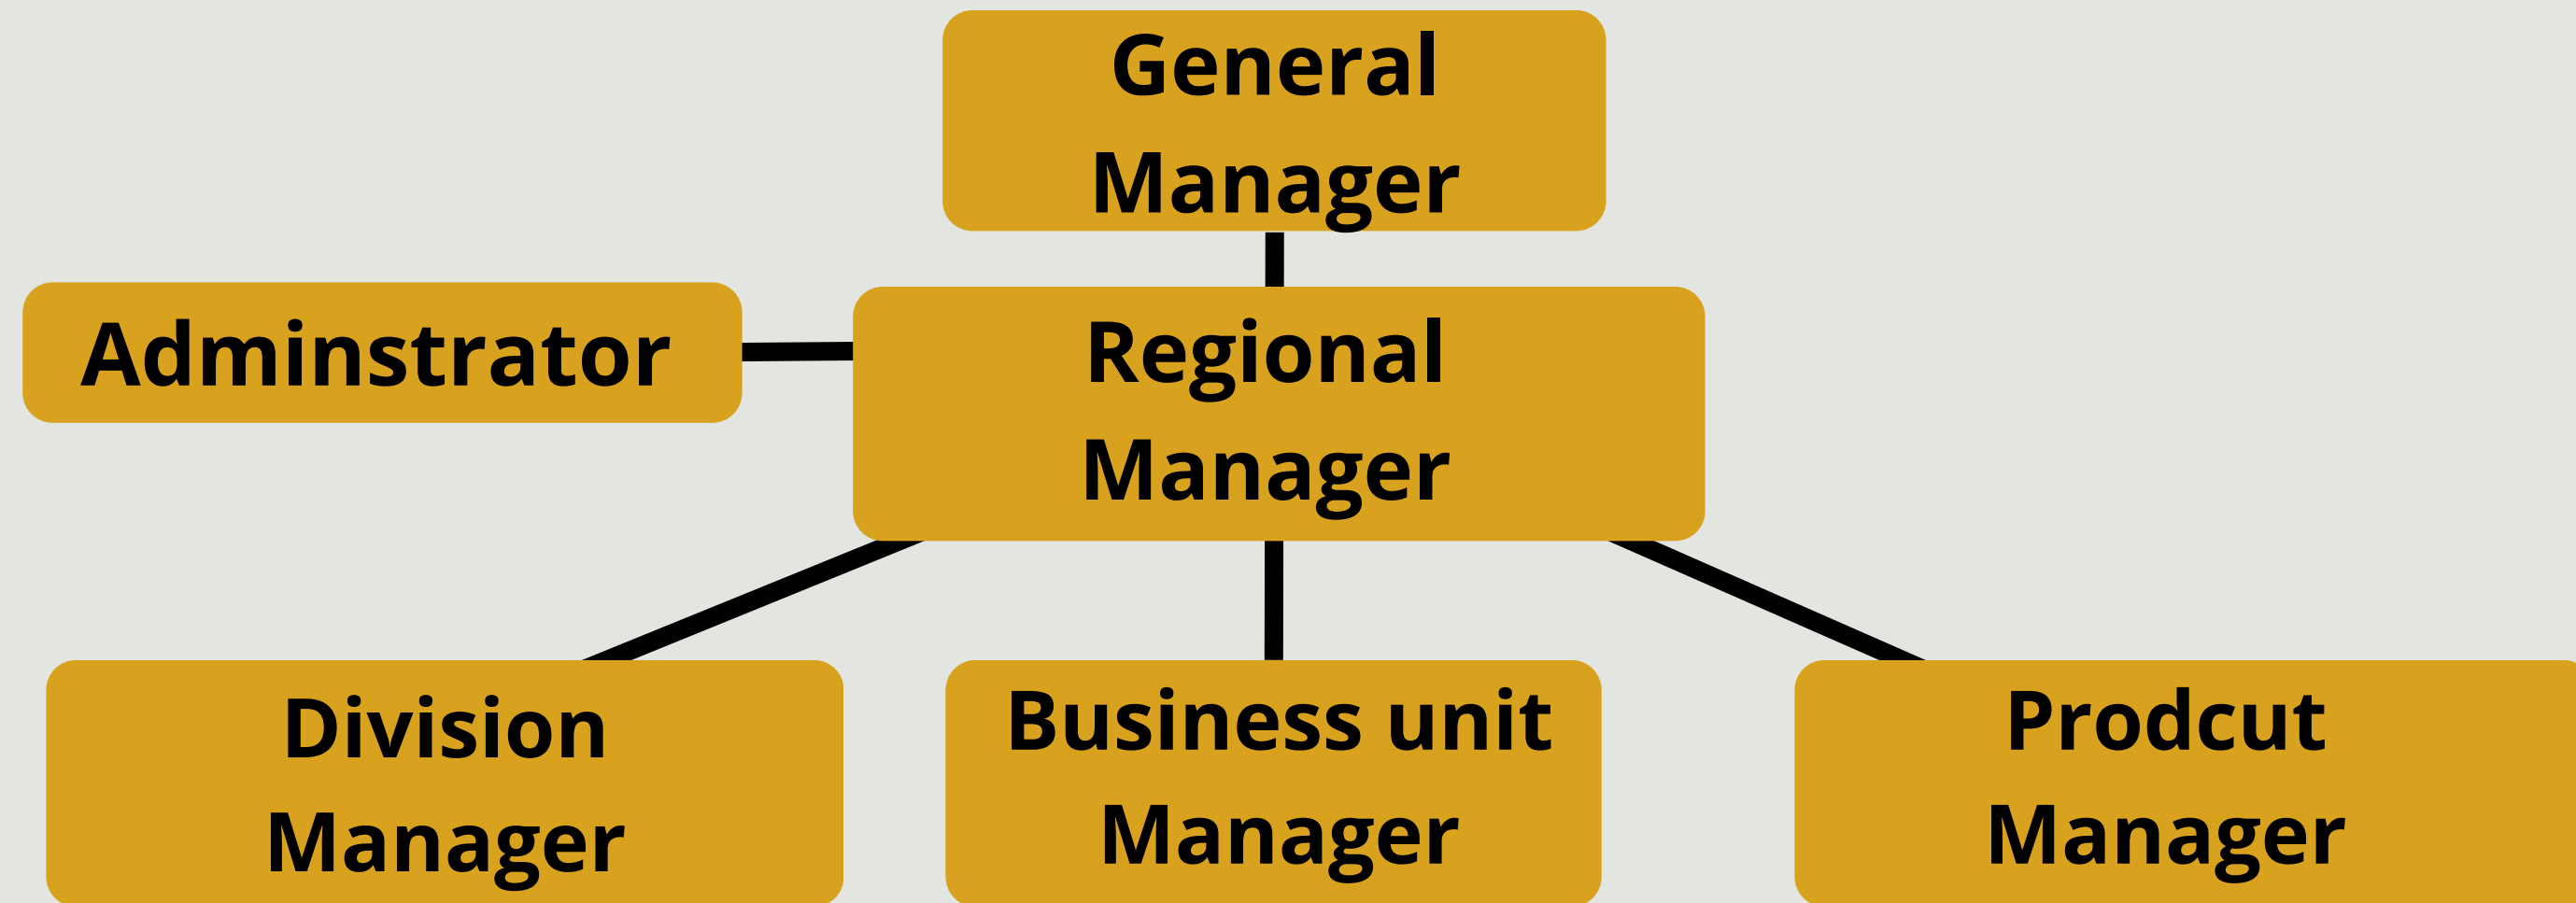 General
Manager
Adminstrator
Regional
Manager
Division
Manager
Business unit
Manager
Prodcut
Manager